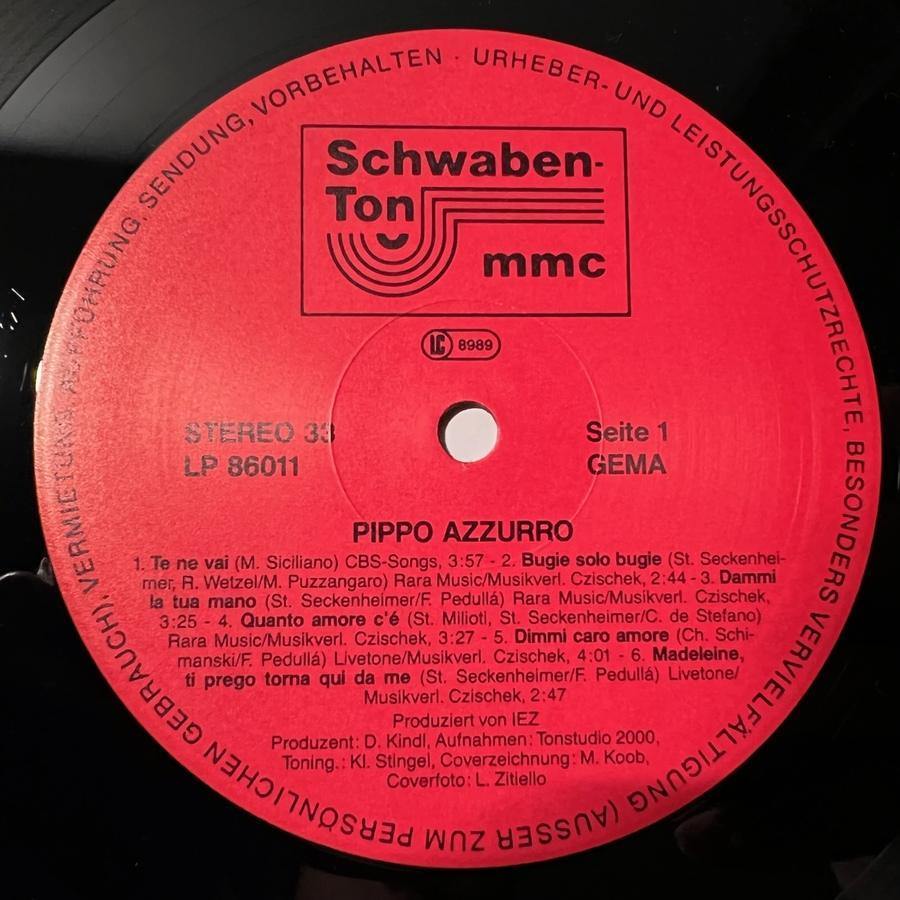 URHEBER- UND LEISTUNGSSCHUTZRECHTE, BESONDERS VERVIELFÄLTIGUNG (AUSSER ZUM PERSÖNLICHEN GEBRAUCH), VERMIETUNG, AUFFÜHRUNG, SENDUNG, VORBEHALTEN ·
Schwaben-
Ton
mmc
LC 8989
STEREO 33
LP 86011
Seite 1
GEMA
PIPPO AZZURRO
1. Te ne vai (M. Siciliano) CBS-Songs, 3:57 - 2. Bugie solo bugie (St. Seckenhei-
mer, R. Wetzel/M. Puzzangaro) Rara Music/Musikverl. Czischek, 2:44 - 3. Dammi
la tua mano (St. Seckenheimer/F. Pedullá) Rara Music/Musikverl. Czischek,
3:25 - 4. Quanto amore c'é (St. Milioti, St. Seckenheimer/C. de Stefano)
Rara Music/Musikverl. Czischek, 3:27 - 5. Dimmi caro amore (Ch. Schi-
manski/F. Pedullá) Livetone/Musikverl. Czischek, 4:01 - 6. Madeleine,
ti prego torna qui da me (St. Seckenheimer/F. Pedullá) Livetone/
Musikverl. Czischek, 2:47
Produziert von IEZ
Produzent: D. Kindl, Aufnahmen: Tonstudio 2000,
Toning.: Kl. Stingel, Coverzeichnung: M. Koob,
Coverfoto: L. Zitiello